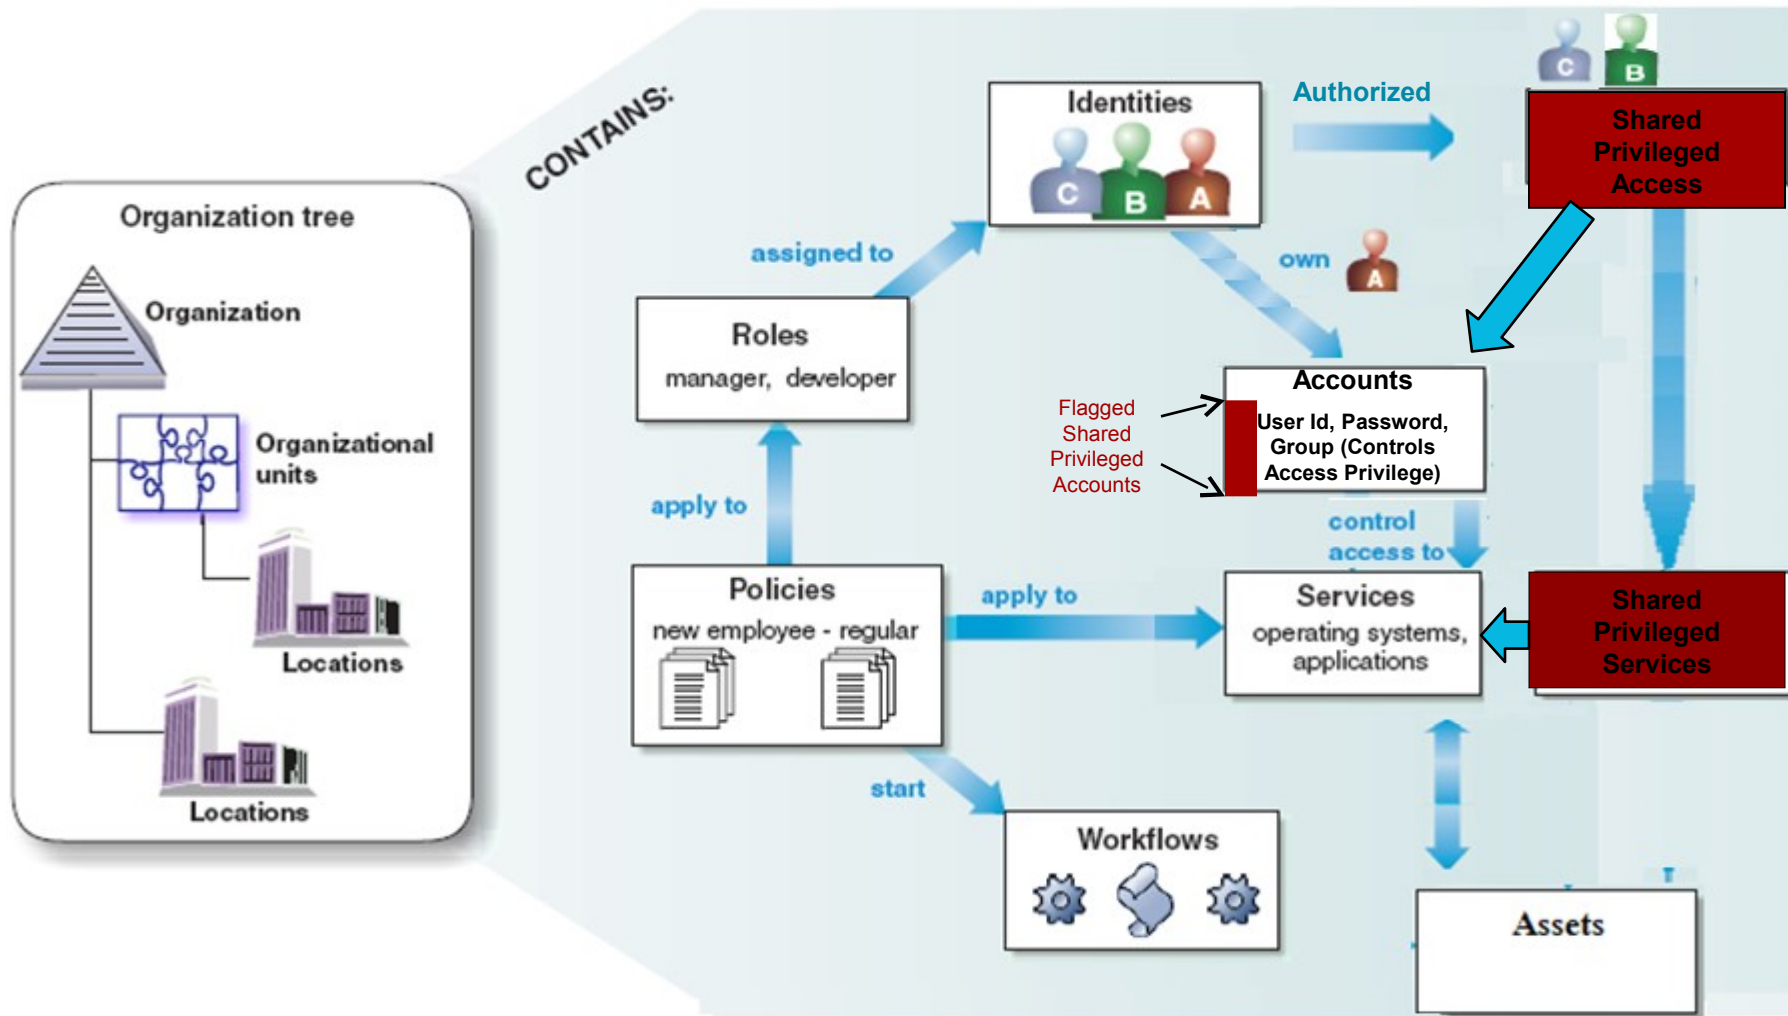 Organization tree
Organization
Organizational
units
Locations
Locations
CONTAINS:
Identities
C
B
A
Authorized
C
B
Shared
Privileged
Access
assigned to
own
A
Roles
manager, developer
Accounts
User Id, Password,
Group (Controls
Access Privilege)
Flagged
Shared
Privileged
Accounts
apply to
control
access to
Policies
new employee - regular
apply to
Services
operating systems,
applications
Shared
Privileged
Services
start
Workflows
Assets